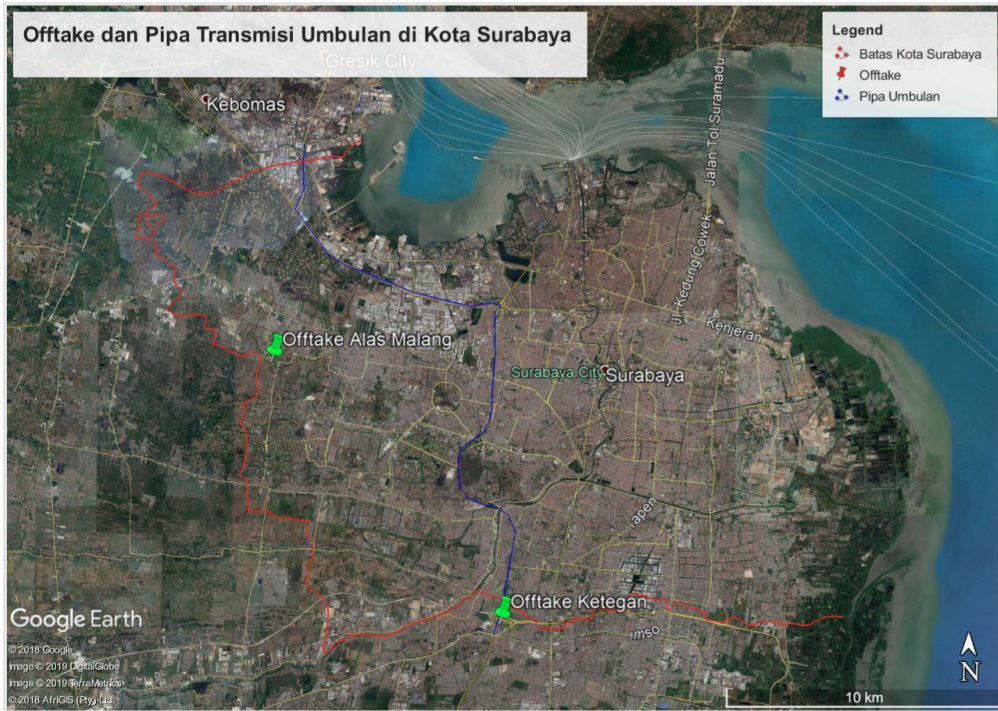 Offtake dan Pipa Transmisi Umbulan di Kota Surabaya
Gresik City
Legend
Batas Kota Surabaya
Offtake
Pipa Umbulan
Kebomas
Jalan Tol Suramadu
Jl. Kedung Cowek
Kenjeran
Offtake Alas Malang
Surabaya City
Surabaya
apen
Offtake Ketegan
imso
Google Earth
© 2018 Google
Image © 2019 DigitalGlobe
Image © 2019 TerraMetrics
© 2018 AfriGIS (Pty) Ltd.
N
10 km